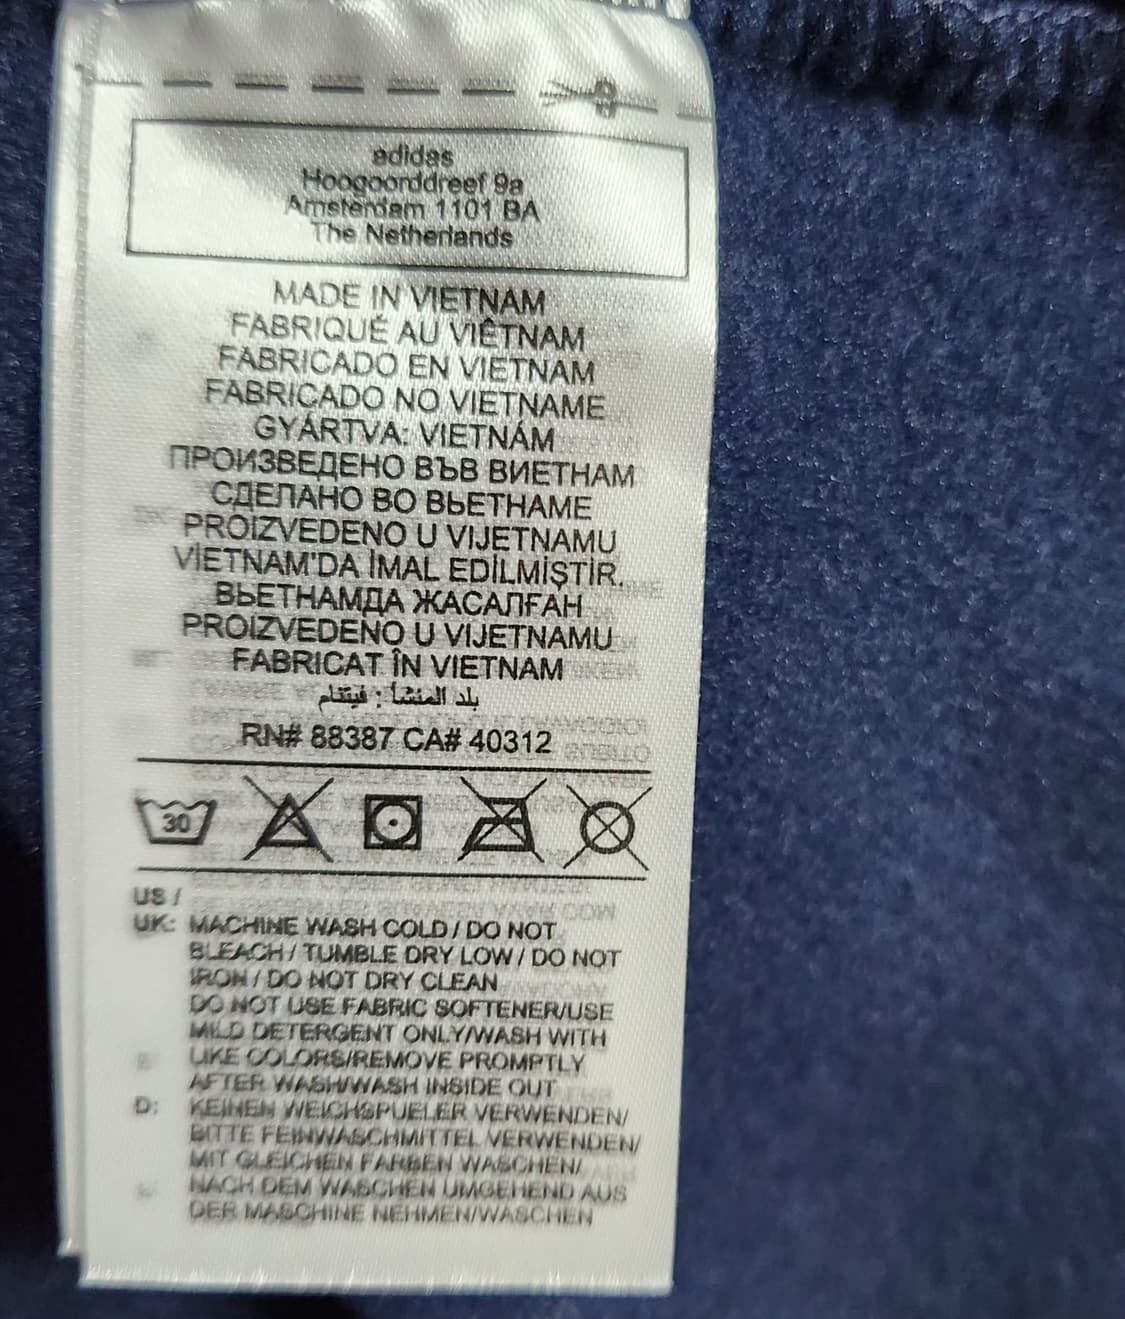 adidas
Hoogoorddreef 9a
Amsterdam 1101 BA
The Netherlands
MADE IN VIETNAM
FABRIQUÉ AU VIÊTNAM
FABRICADO EN VIETNAM
FABRICADO NO VIETNAME
GYÁRTVA: VIETNÁM
ПРОИЗВЕДЕНО ВЪВ ВИЕТНАМ
СДЕЛАНО ВО ВЬЕТНАМЕ
PROIZVEDENO U VIJETNAMU
VİETNAM'DA İMAL EDİLMİŞTİR.
ВЬЕТНАМДА ЖАСАЛҒАН
PROIZVEDENO U VIJETNAMU
FABRICAT ÎN VIETNAM
بلد المنشأ : فيتنام
RN# 88387 CA# 40312
30
US /
UK: MACHINE WASH COLD / DO NOT
BLEACH / TUMBLE DRY LOW / DO NOT
IRON / DO NOT DRY CLEAN
DO NOT USE FABRIC SOFTENER/USE
MILD DETERGENT ONLY/WASH WITH
LIKE COLORS/REMOVE PROMPTLY
AFTER WASH/WASH INSIDE OUT
D: KEINEN WEICHSPUELER VERWENDEN/
BITTE FEINWASCHMITTEL VERWENDEN/
MIT GLEICHEN FARBEN WASCHEN/
NACH DEM WASCHEN UMGEHEND AUS
DER MASCHINE NEHMEN/WASCHEN